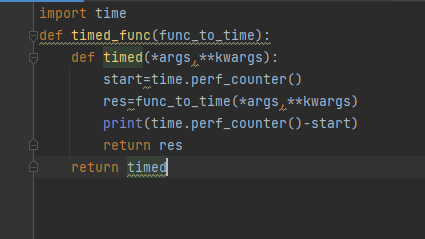 import time
def timed_func(func_to_time):
    def timed(*args,**kwargs):
        start=time.perf_counter()
        res=func_to_time(*args,**kwargs)
        print(time.perf_counter()-start)
        return res
    return timed